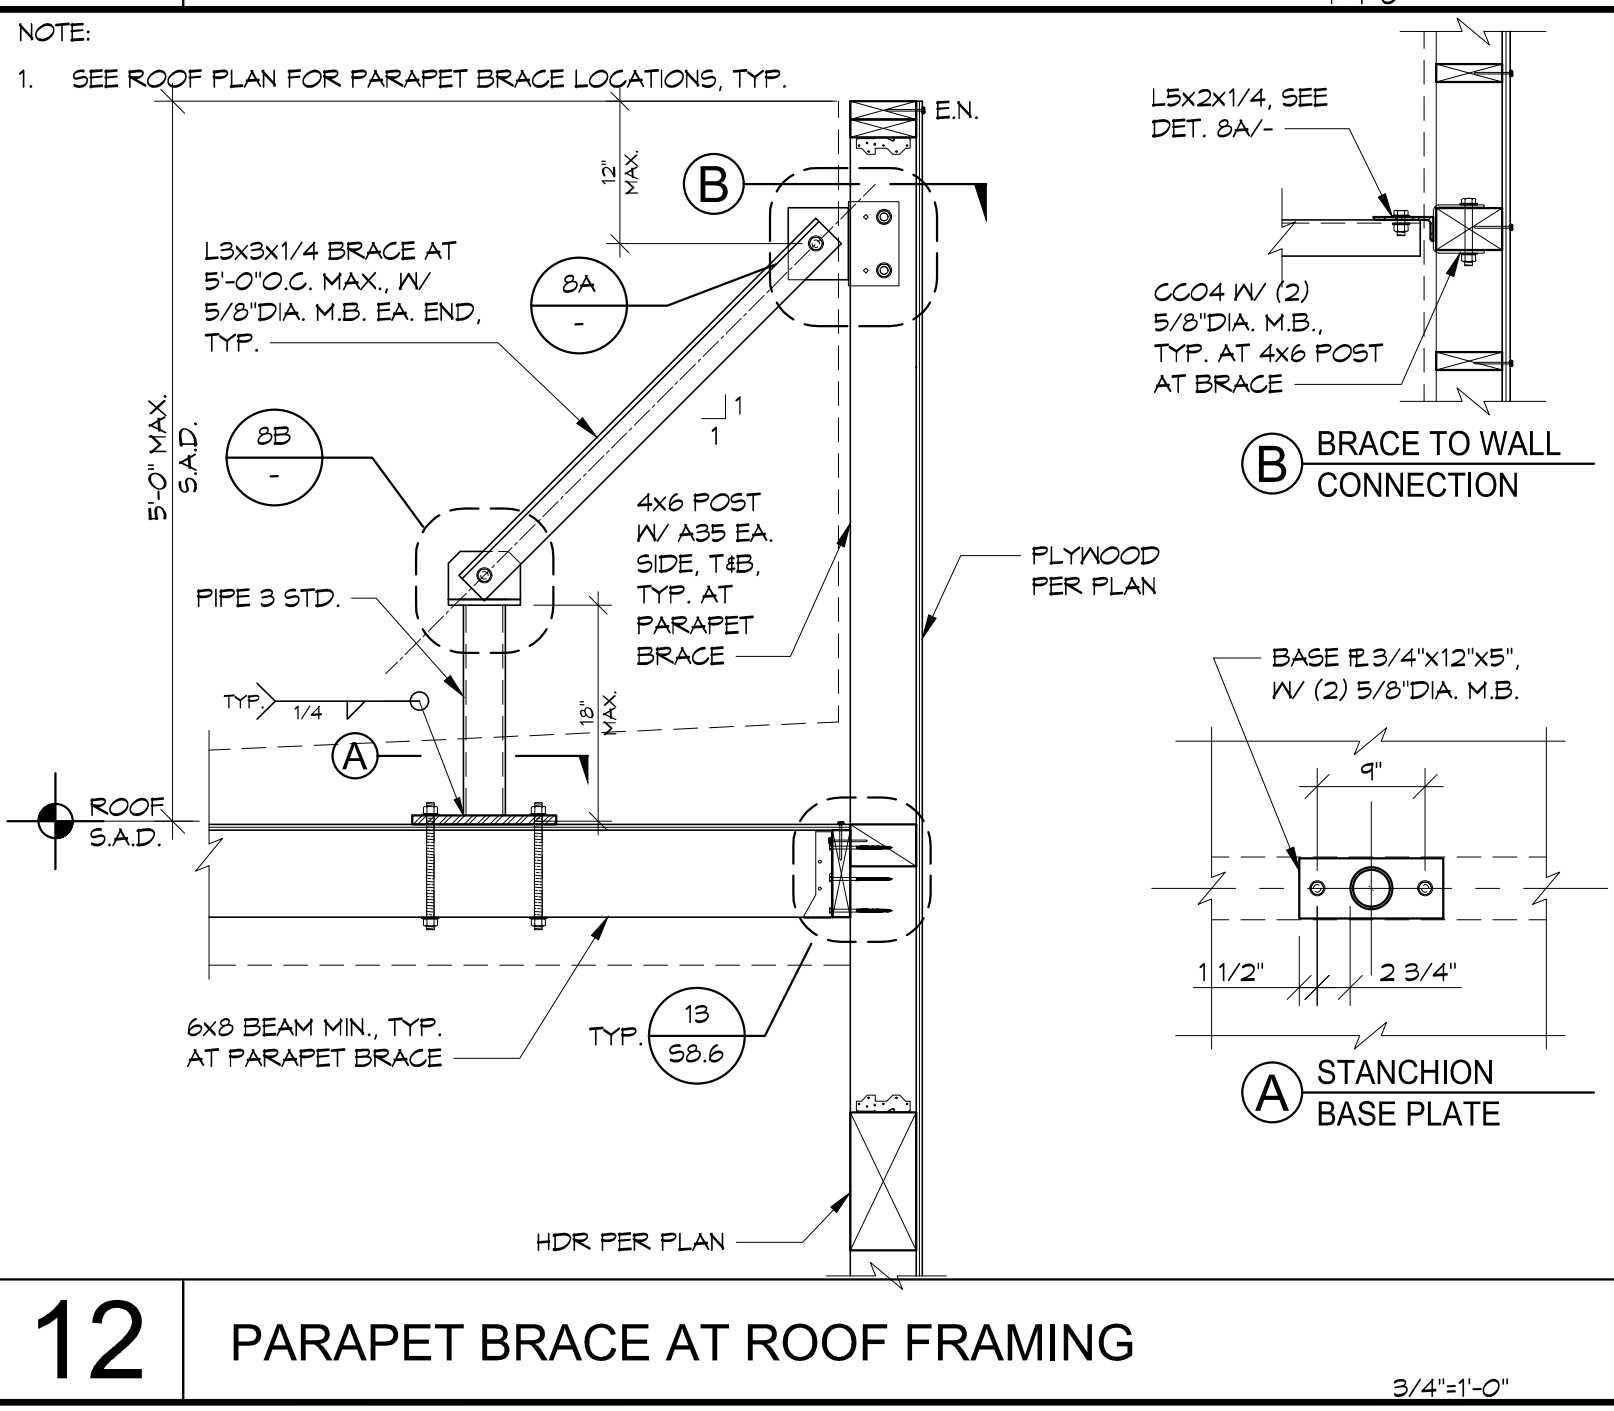 NOTE:
1. SEE ROOF PLAN FOR PARAPET BRACE LOCATIONS, TYP.
E.N.
12"
MAX.
B
L3x3x1/4 BRACE AT
5'-0"O.C. MAX., W/
5/8"DIA. M.B. EA. END,
TYP.
8A
-
1
1
5'-0" MAX.
S.A.D.
8B
-
4x6 POST
W/ A35 EA.
SIDE, T&B,
TYP. AT
PARAPET
BRACE
PLYWOOD
PER PLAN
PIPE 3 STD.
TYP.
1/4
18"
MAX.
A
ROOF
S.A.D.
6x8 BEAM MIN., TYP.
AT PARAPET BRACE
TYP.
13
S8.6
HDR PER PLAN
L5x2x1/4, SEE
DET. 8A/-
CCO4 W/ (2)
5/8"DIA. M.B.,
TYP. AT 4x6 POST
AT BRACE
B
BRACE TO WALL
CONNECTION
BASE PL 3/4"x12"x5",
W/ (2) 5/8"DIA. M.B.
9"
1 1/2"
2 3/4"
A
STANCHION
BASE PLATE
12
PARAPET BRACE AT ROOF FRAMING
3/4"=1'-0"